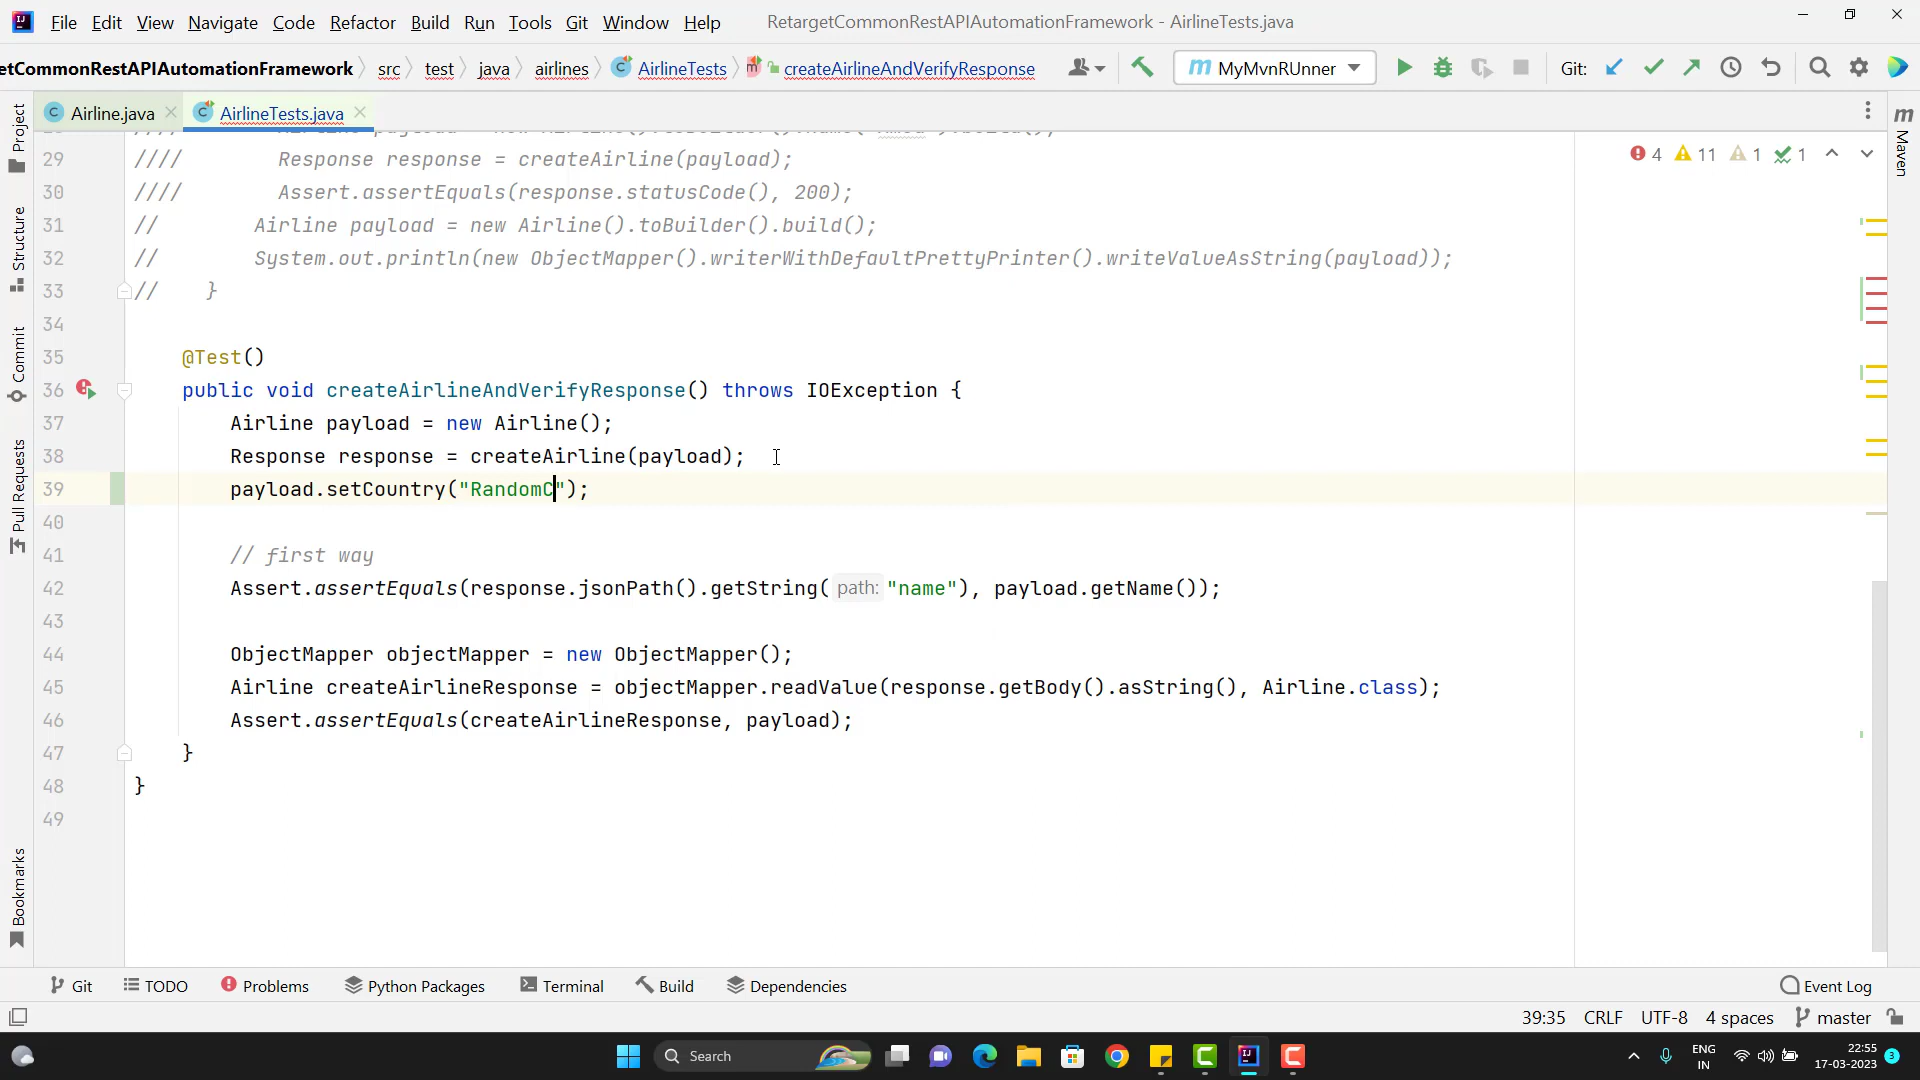 File Edit View Navigate Code Refactor Build Run Tools Git Window Help RetargetCommonRestAPIAutomationFramework - AirlineTests.java
etCommonRestAPIAutomationFramework src test java airlines AirlineTests createAirlineAndVerifyResponse MyMvnRUnner Git:
Airline.java AirlineTests.java
29 //// Response response = createAirline(payload);
30 //// Assert.assertEquals(response.statusCode(), 200);
31 // Airline payload = new Airline().toBuilder().build();
32 // System.out.println(new ObjectMapper().writerWithDefaultPrettyPrinter().writeValueAsString(payload));
33 // }
34
35 @Test()
36 public void createAirlineAndVerifyResponse() throws IOException {
37 Airline payload = new Airline();
38 Response response = createAirline(payload);
39 payload.setCountry("RandomC");
40
41 // first way
42 Assert.assertEquals(response.jsonPath().getString( path: "name"), payload.getName());
43
44 ObjectMapper objectMapper = new ObjectMapper();
45 Airline createAirlineResponse = objectMapper.readValue(response.getBody().asString(), Airline.class);
46 Assert.assertEquals(createAirlineResponse, payload);
47 }
48 }
49
4 11 1 1
Project
Structure
Commit
Pull Requests
Bookmarks
m
Maven
Git TODO Problems Python Packages Terminal Build Dependencies Event Log
39:35 CRLF UTF-8 4 spaces master
Search
ENG
IN
22:55
17-03-2023
3